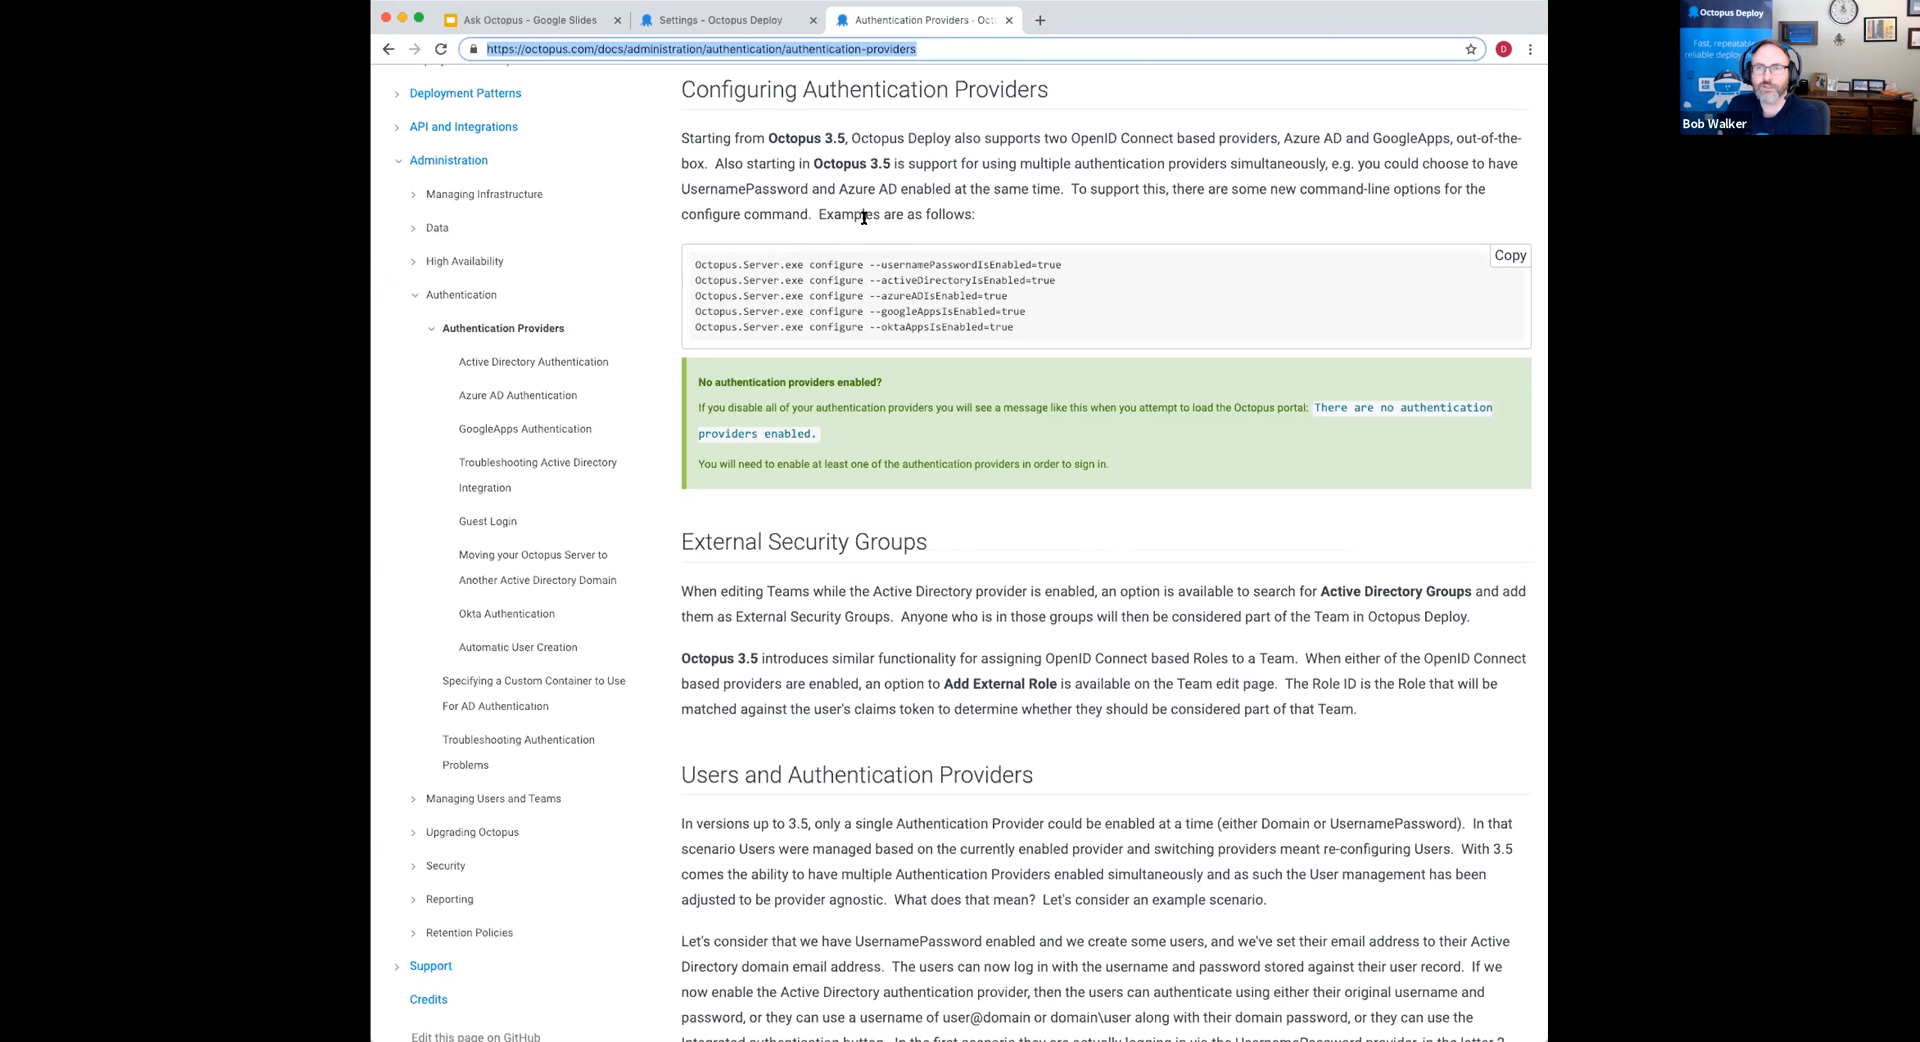 Ask Octopus - Google Slides
Settings - Octopus Deploy
Authentication Providers - Oct
https://octopus.com/docs/administration/authentication/authentication-providers
D
Octopus Deploy
Fast, repeatable
reliable deploy
Bob Walker
Deployment Patterns
API and Integrations
Administration
Managing Infrastructure
Data
High Availability
Authentication
Authentication Providers
Active Directory Authentication
Azure AD Authentication
GoogleApps Authentication
Troubleshooting Active Directory
Integration
Guest Login
Moving your Octopus Server to
Another Active Directory Domain
Okta Authentication
Automatic User Creation
Specifying a Custom Container to Use
For AD Authentication
Troubleshooting Authentication
Problems
Managing Users and Teams
Upgrading Octopus
Security
Reporting
Retention Policies
Support
Credits
Edit this page on GitHub
Configuring Authentication Providers
Starting from Octopus 3.5, Octopus Deploy also supports two OpenID Connect based providers, Azure AD and GoogleApps, out-of-the-
box. Also starting in Octopus 3.5 is support for using multiple authentication providers simultaneously, e.g. you could choose to have
UsernamePassword and Azure AD enabled at the same time. To support this, there are some new command-line options for the
configure command. Examples are as follows:
Copy
Octopus.Server.exe configure --usernamePasswordIsEnabled=true
Octopus.Server.exe configure --activeDirectoryIsEnabled=true
Octopus.Server.exe configure --azureADIsEnabled=true
Octopus.Server.exe configure --googleAppsIsEnabled=true
Octopus.Server.exe configure --oktaAppsIsEnabled=true
No authentication providers enabled?
If you disable all of your authentication providers you will see a message like this when you attempt to load the Octopus portal: There are no authentication
providers enabled.
You will need to enable at least one of the authentication providers in order to sign in.
External Security Groups
When editing Teams while the Active Directory provider is enabled, an option is available to search for Active Directory Groups and add
them as External Security Groups. Anyone who is in those groups will then be considered part of the Team in Octopus Deploy.
Octopus 3.5 introduces similar functionality for assigning OpenID Connect based Roles to a Team. When either of the OpenID Connect
based providers are enabled, an option to Add External Role is available on the Team edit page. The Role ID is the Role that will be
matched against the user's claims token to determine whether they should be considered part of that Team.
Users and Authentication Providers
In versions up to 3.5, only a single Authentication Provider could be enabled at a time (either Domain or UsernamePassword). In that
scenario Users were managed based on the currently enabled provider and switching providers meant re-configuring Users. With 3.5
comes the ability to have multiple Authentication Providers enabled simultaneously and as such the User management has been
adjusted to be provider agnostic. What does that mean? Let's consider an example scenario.
Let's consider that we have UsernamePassword enabled and we create some users, and we've set their email address to their Active
Directory domain email address. The users can now log in with the username and password stored against their user record. If we
now enable the Active Directory authentication provider, then the users can authenticate using either their original username and
password, or they can use a username of user@domain or domain\user along with their domain password, or they can use the